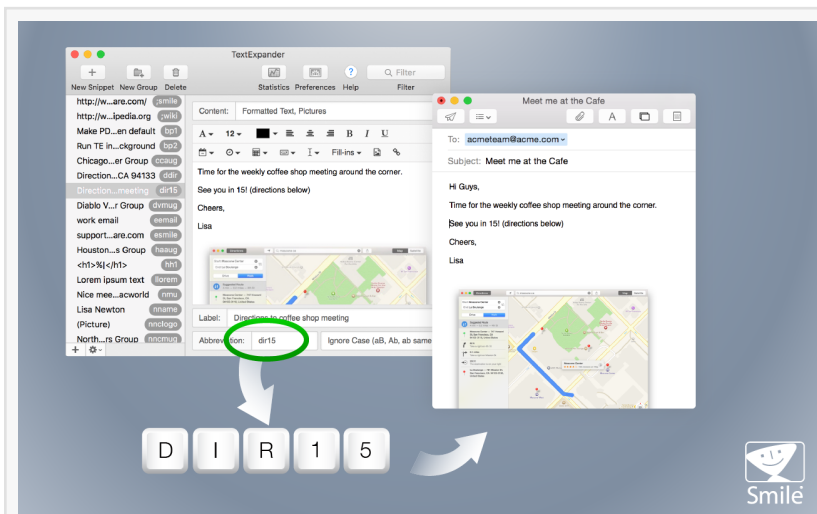 TextExpander
New Snippet New Group Delete
Statistics Preferences Help
Filter
Filter
http://w...are.com/ ;smile
http://w...ipedia.org ;wiki
Make PD...en default bp1
Run TE in...ckground bp2
Chicago...er Group ccaug
Direction...CA 94133 ddir
Direction...meeting dir15
Diablo V...r Group dvmug
work email eemail
support...are.com esmile
Houston...s Group haaug
<h1>%|</h1> hh1
Lorem ipsum text llorem
Nice mee...acworld nmu
Lisa Newton nname
(Picture) nnclogo
North...rs Group nncmug
Content: Formatted Text, Pictures
A 12 B I U
Fill-ins
Time for the weekly coffee shop meeting around the corner.
See you in 15! (directions below)
Cheers,
Lisa
Label: Directions to coffee shop meeting
Abbreviation: dir15 Ignore Case (aB, Ab, ab same
Meet me at the Cafe
A
To: acmeteam@acme.com
Subject: Meet me at the Cafe
Hi Guys,
Time for the weekly coffee shop meeting around the corner.
See you in 15! (directions below)
Cheers,
Lisa
D I R 1 5
Smile